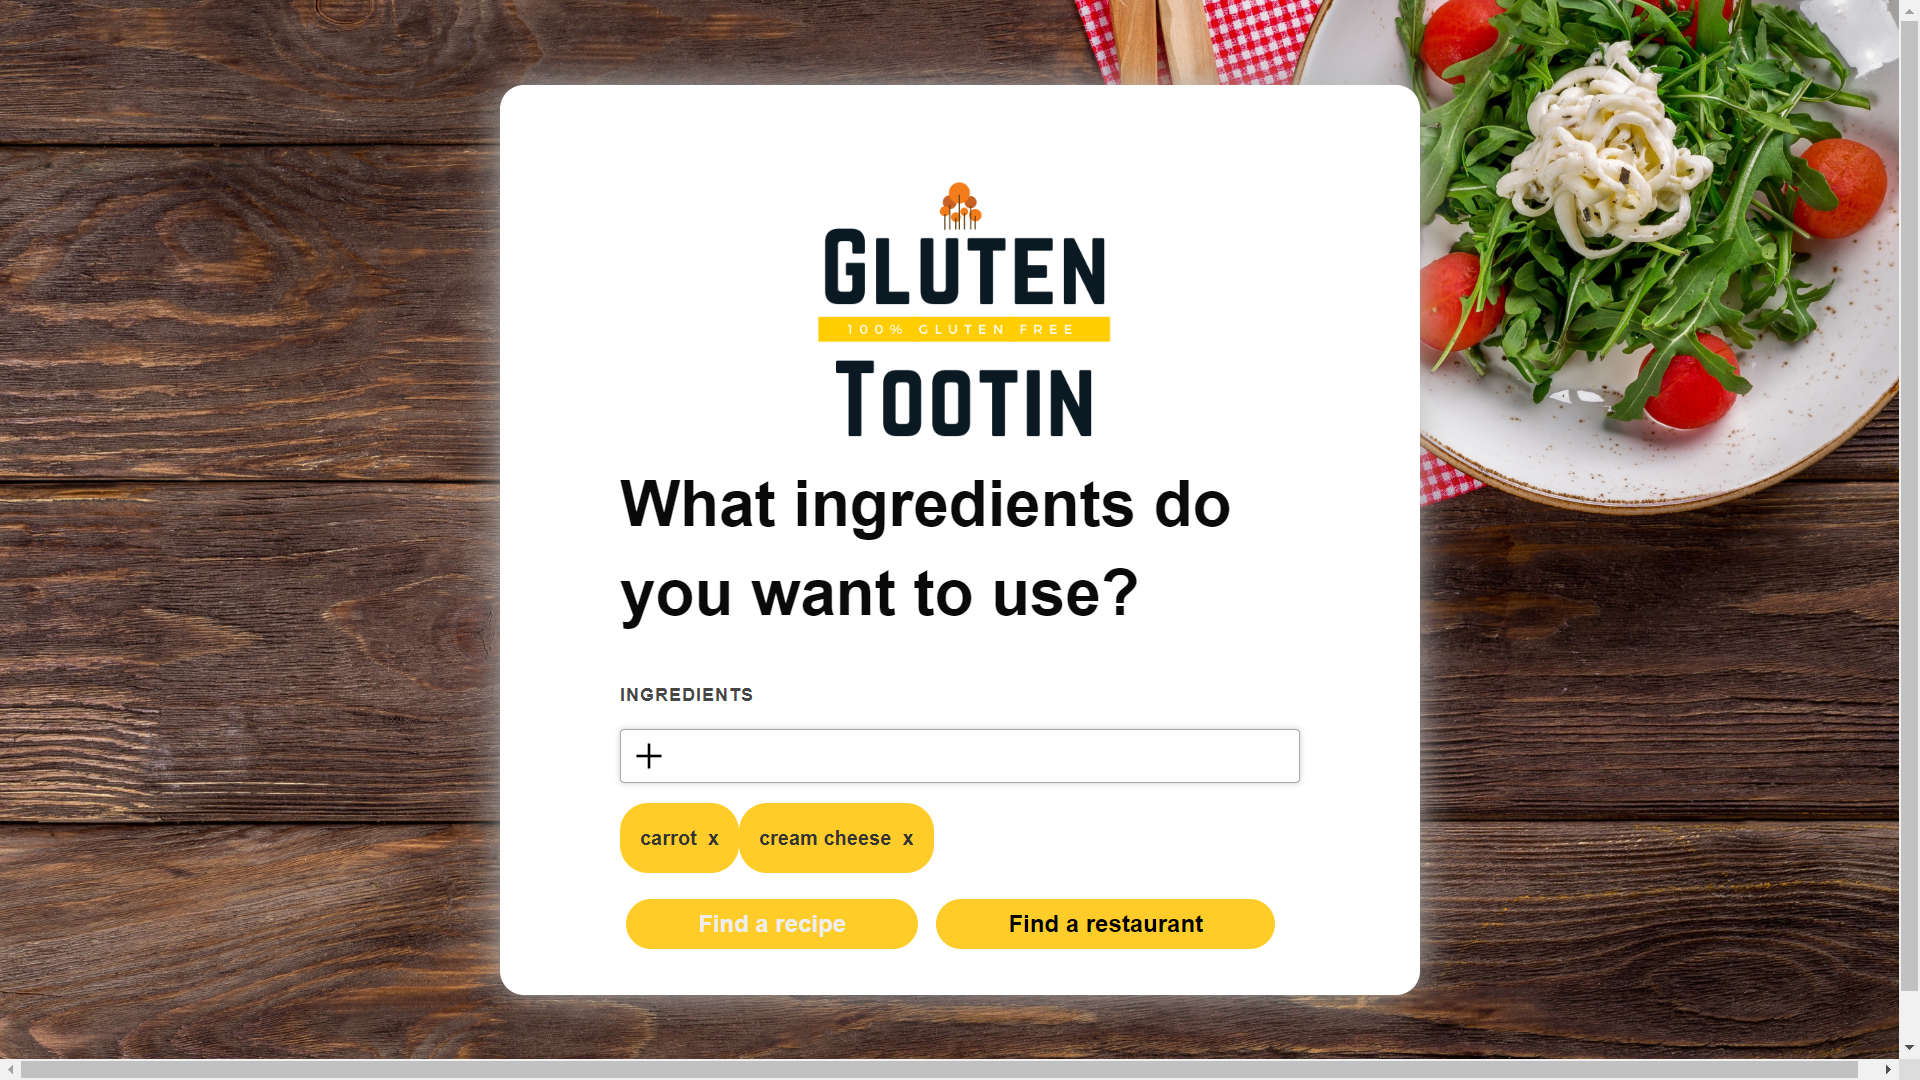 GLUTEN
100% GLUTEN FREE
TOOTIN
What ingredients do
you want to use?
INGREDIENTS
carrot x cream cheese x
Find a recipe Find a restaurant